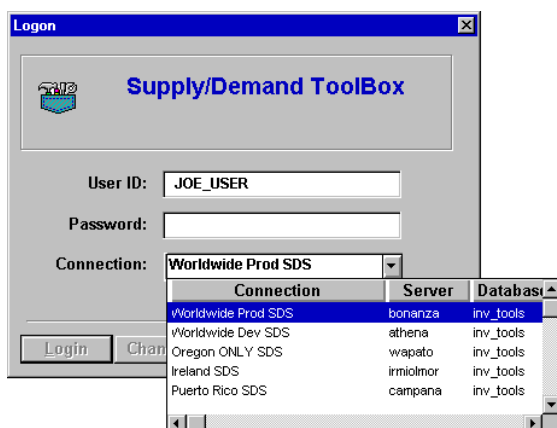 Logon
Supply/Demand ToolBox
User ID: JOE_USER
Password:
Connection: Worldwide Prod SDS
Connection Server Databas
Worldwide Prod SDS bonanza inv_tools
Worldwide Dev SDS athena inv_tools
Oregon ONLY SDS wapato inv_tools
Ireland SDS irmiolmor inv_tools
Puerto Rico SDS campana inv_tools
Login Chan